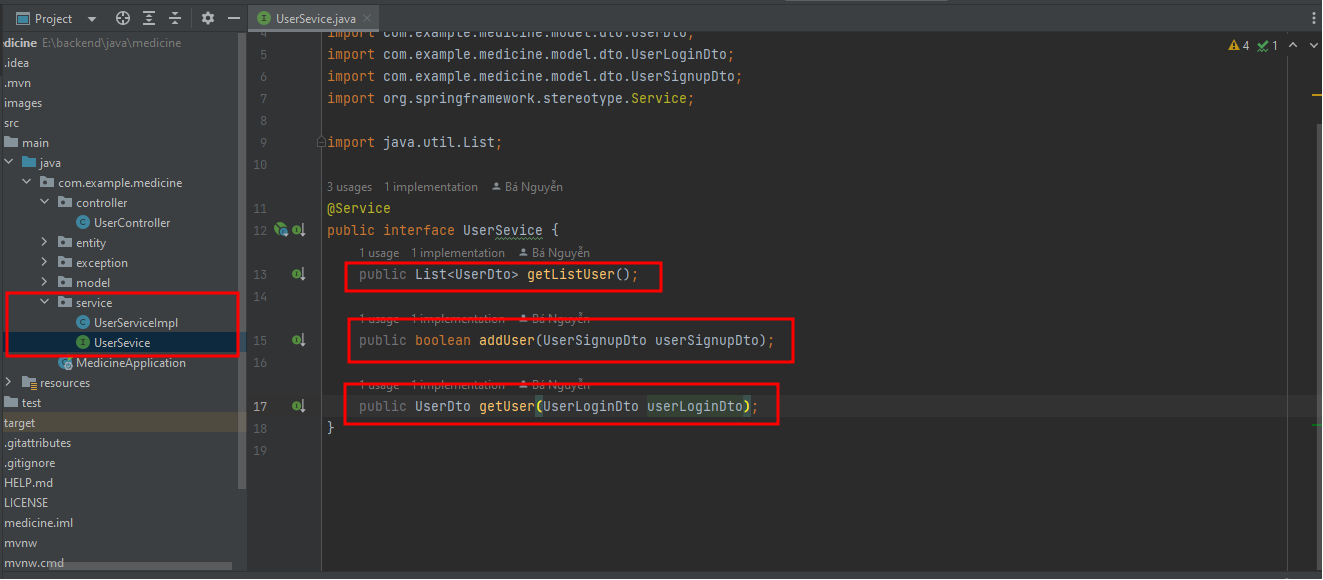 Project
UserSevice.java
edicine E:\backend\java\medicine
.idea
.mvn
images
src
main
java
com.example.medicine
controller
UserController
entity
exception
model
service
UserServiceImpl
UserSevice
MedicineApplication
resources
test
target
.gitattributes
.gitignore
HELP.md
LICENSE
medicine.iml
mvnw
mvnw.cmd
4 1
4 import com.example.medicine.model.dto.UserDto;
5 import com.example.medicine.model.dto.UserLoginDto;
6 import com.example.medicine.model.dto.UserSignupDto;
7 import org.springframework.stereotype.Service;
8
9 import java.util.List;
10
3 usages 1 implementation Bá Nguyễn
11 @Service
12 public interface UserSevice {
1 usage 1 implementation Bá Nguyễn
13 public List<UserDto> getListUser();
14
1 usage 1 implementation Bá Nguyễn
15 public boolean addUser(UserSignupDto userSignupDto);
16
1 usage 1 implementation Bá Nguyễn
17 public UserDto getUser(UserLoginDto userLoginDto);
18 }
19